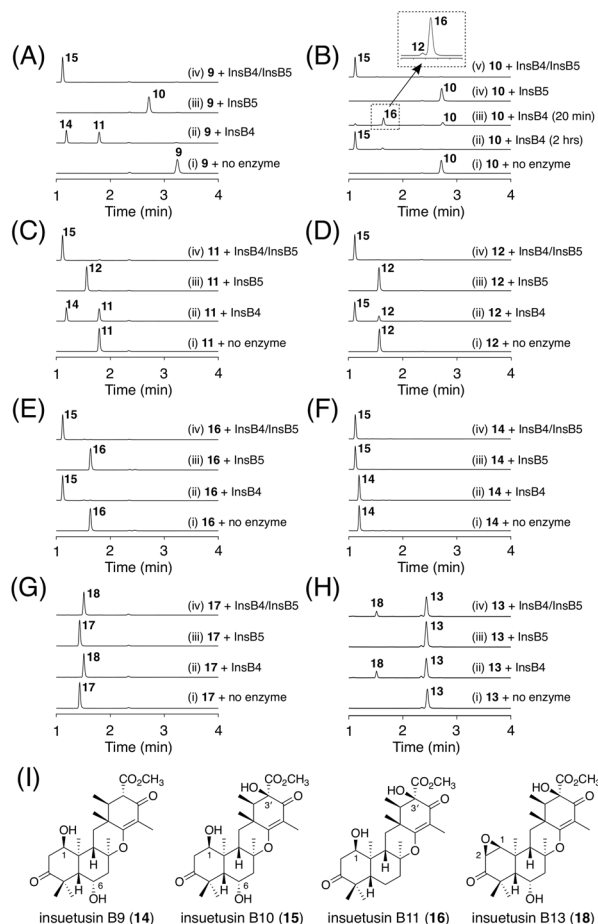 (A)
15
(iv) 9 + InsB4/InsB5
10
(iii) 9 + InsB5
14 11
(ii) 9 + InsB4
9
(i) 9 + no enzyme
1 2 3 4
Time (min)
(B)
16
12
15
(v) 10 + InsB4/InsB5
10
(iv) 10 + InsB5
16 10
(iii) 10 + InsB4 (20 min)
15
(ii) 10 + InsB4 (2 hrs)
10
(i) 10 + no enzyme
1 2 3 4
Time (min)
(C)
15
(iv) 11 + InsB4/InsB5
12
(iii) 11 + InsB5
14 11
(ii) 11 + InsB4
11
(i) 11 + no enzyme
1 2 3 4
Time (min)
(D)
15
(iv) 12 + InsB4/InsB5
12
(iii) 12 + InsB5
15 12
(ii) 12 + InsB4
12
(i) 12 + no enzyme
1 2 3 4
Time (min)
(E)
15
(iv) 16 + InsB4/InsB5
16
(iii) 16 + InsB5
15
(ii) 16 + InsB4
16
(i) 16 + no enzyme
1 2 3 4
Time (min)
(F)
15
(iv) 14 + InsB4/InsB5
15
(iii) 14 + InsB5
14
(ii) 14 + InsB4
14
(i) 14 + no enzyme
1 2 3 4
Time (min)
(G)
18
(iv) 17 + InsB4/InsB5
17
(iii) 17 + InsB5
18
(ii) 17 + InsB4
17
(i) 17 + no enzyme
1 2 3 4
Time (min)
(H)
18 13
(iv) 13 + InsB4/InsB5
13
(iii) 13 + InsB5
18 13
(ii) 13 + InsB4
13
(i) 13 + no enzyme
1 2 3 4
Time (min)
(I)
CO2CH3
O
OH
1
H
O
O
H
6
OH
insuetusin B9 (14)
CO2CH3
HO
3'
O
OH
1
H
O
O
H
6
OH
insuetusin B10 (15)
CO2CH3
HO
3'
O
OH
1
H
O
O
H
insuetusin B11 (16)
CO2CH3
HO
3'
O
O
1
2
H
O
O
H
6
OH
insuetusin B13 (18)